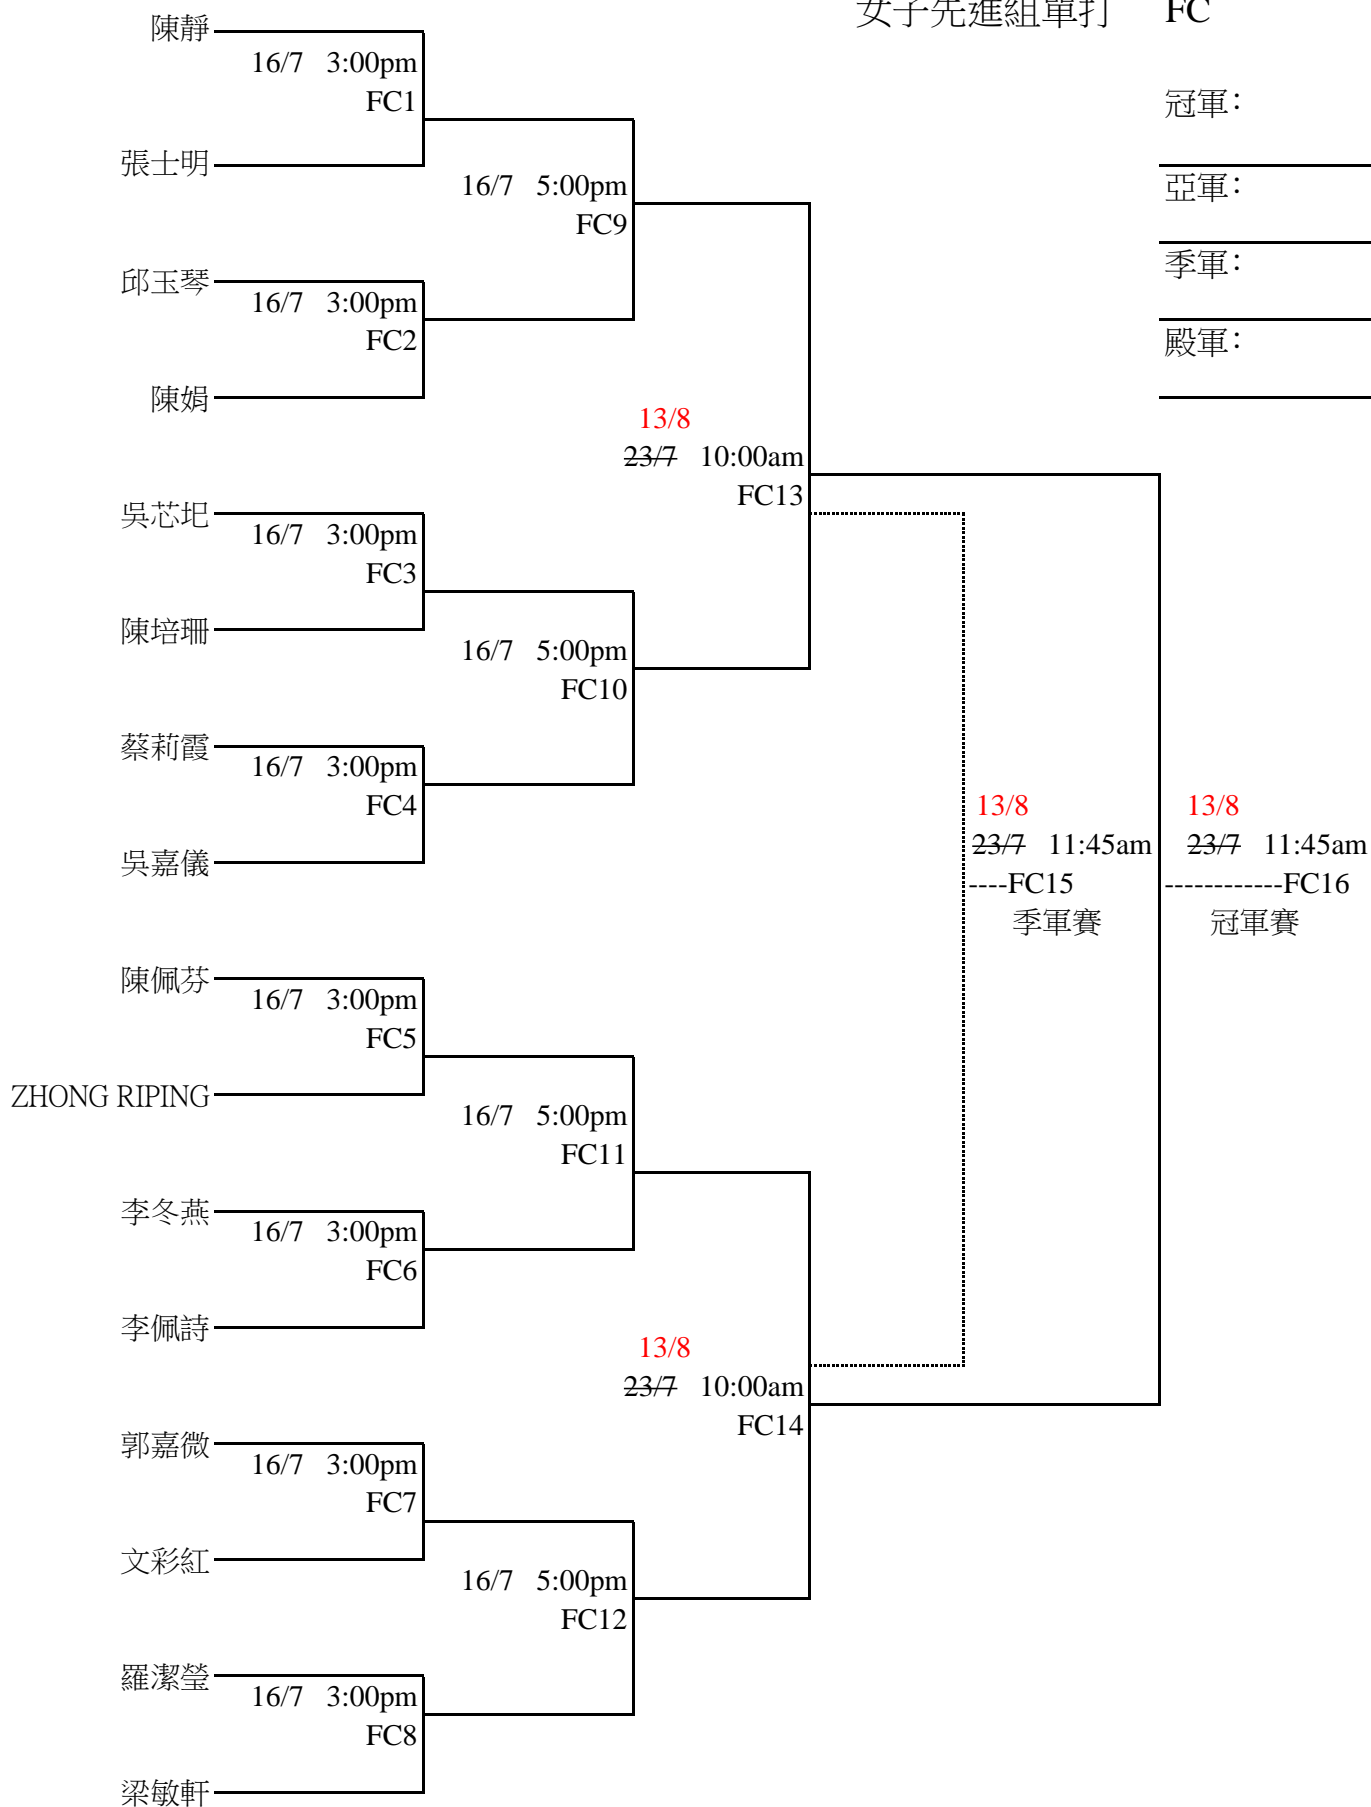 女子先進組單打 FC
陳靜
16/7 3:00pm
FC1
冠軍：
張士明
16/7 5:00pm
FC9
亞軍：
季軍：
邱玉琴
16/7 3:00pm
FC2
殿軍：
陳娟
13/8
23/7 10:00am
FC13
吳芯圯
16/7 3:00pm
FC3
陳培珊
16/7 5:00pm
FC10
蔡莉霞
16/7 3:00pm
FC4
13/8 13/8
23/7 11:45am 23/7 11:45am
吳嘉儀
----FC15 ------------FC16
季軍賽 冠軍賽
陳佩芬
16/7 3:00pm
FC5
ZHONG RIPING
16/7 5:00pm
FC11
李冬燕
16/7 3:00pm
FC6
李佩詩
13/8
23/7 10:00am
FC14
郭嘉微
16/7 3:00pm
FC7
文彩紅
16/7 5:00pm
FC12
羅潔瑩
16/7 3:00pm
FC8
梁敏軒